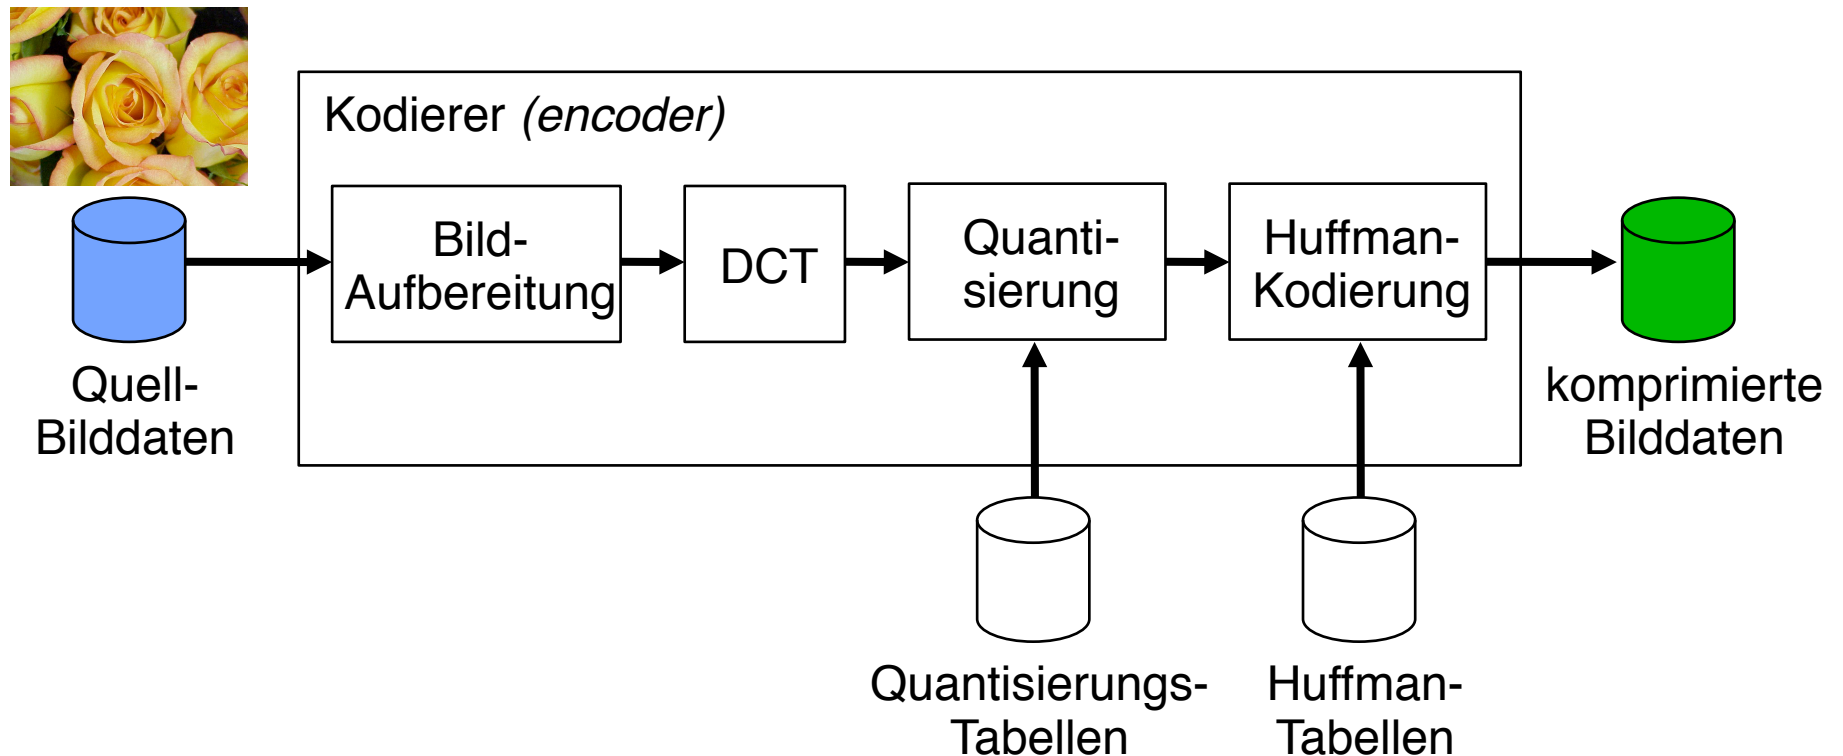 Kodierer (encoder)
Bild-
Aufbereitung
DCT
Quanti-
sierung
Huffman-
Kodierung
Quell-
Bilddaten
komprimierte
Bilddaten
Quantisierungs-
Tabellen
Huffman-
Tabellen